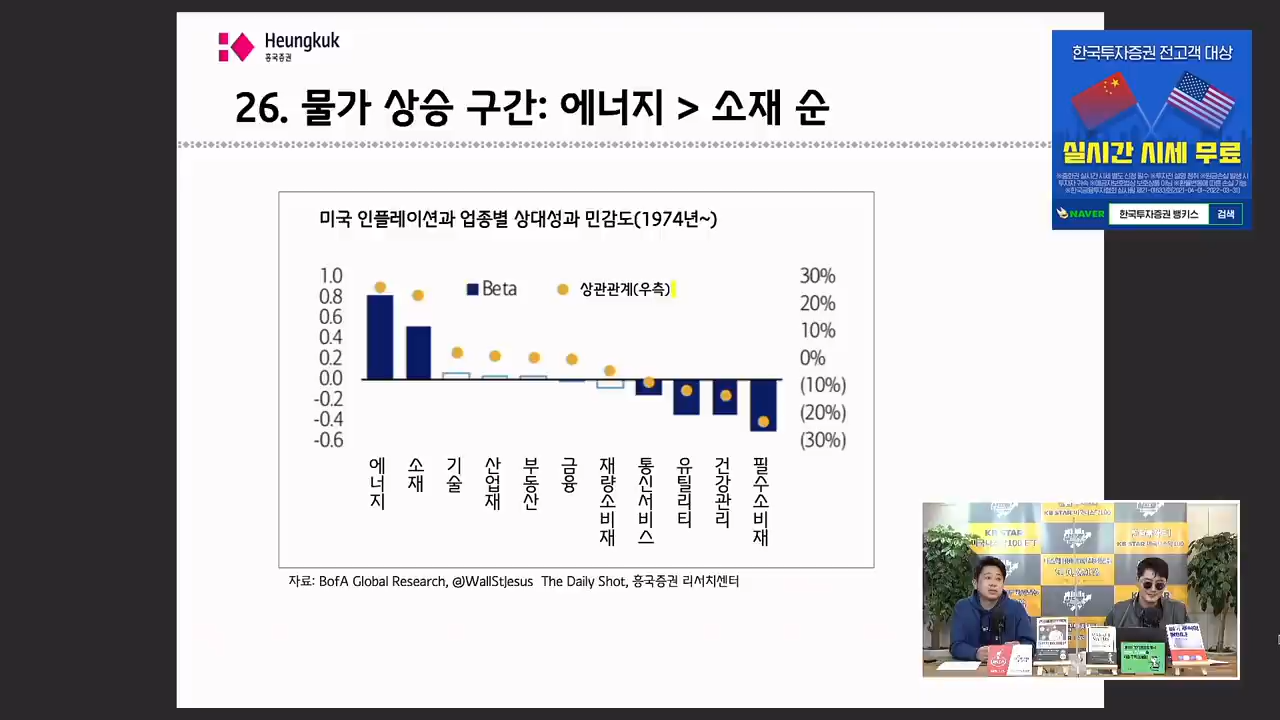 Heungkuk
흥국증권
26. 물가 상승 구간: 에너지 > 소재 순
미국 인플레이션과 업종별 상대성과 민감도(1974년~)
Beta
상관관계(우측)
1.0
0.8
0.6
0.4
0.2
0.0
-0.2
-0.4
-0.6
30%
20%
10%
0%
(10%)
(20%)
(30%)
에너지
소재
기술
산업재
부동산
금융
재량소비재
통신서비스
유틸리티
건강관리
필수소비재
자료: BofA Global Research, @WallStJesus The Daily Shot, 흥국증권 리서치센터
한국투자증권 전고객 대상
실시간 시세 무료
NAVER 한국투자증권 뱅키스 검색